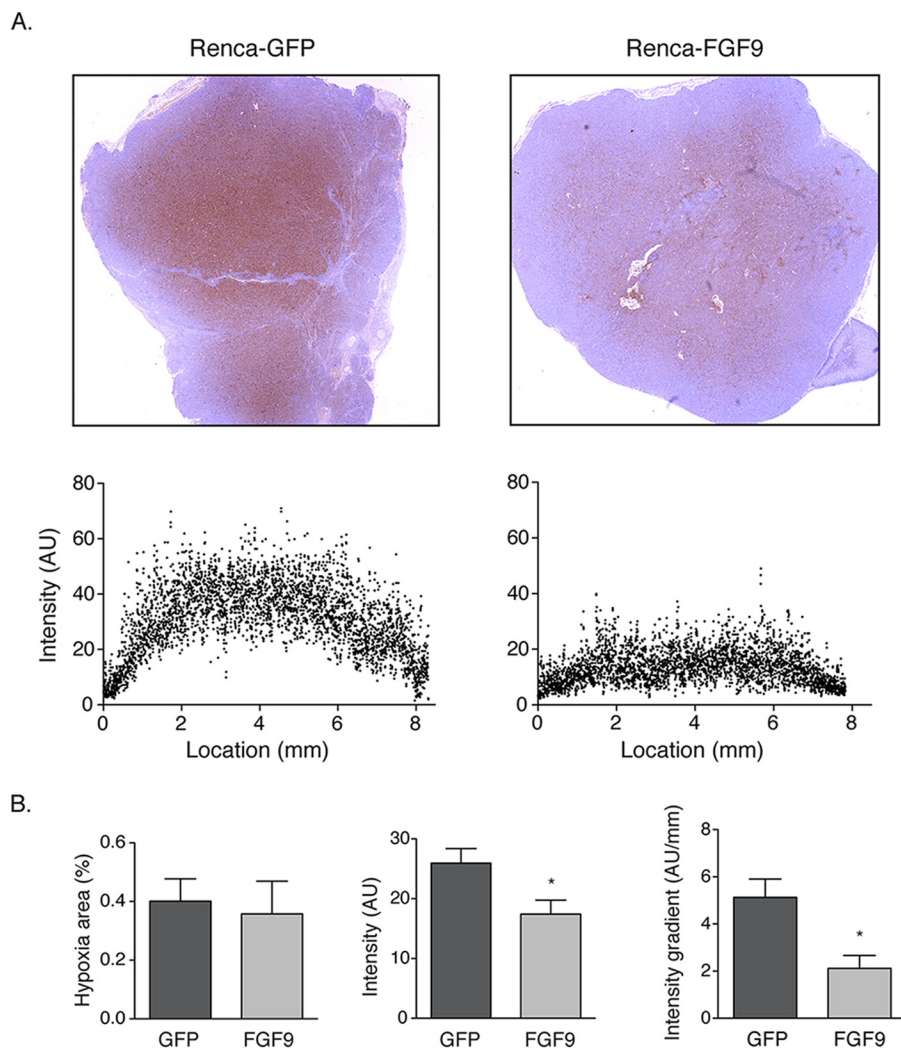 A.
Renca-GFP Renca-FGF9
80
60
40
20
0
Intensity (AU)
0 2 4 6 8
Location (mm)
80
60
40
20
0
0 2 4 6 8
Location (mm)
B.
0.6
0.4
0.2
0.0
Hypoxia area (%)
GFP FGF9
30
20
10
0
Intensity (AU)
*
GFP FGF9
8
6
4
2
0
Intensity gradient (AU/mm)
*
GFP FGF9